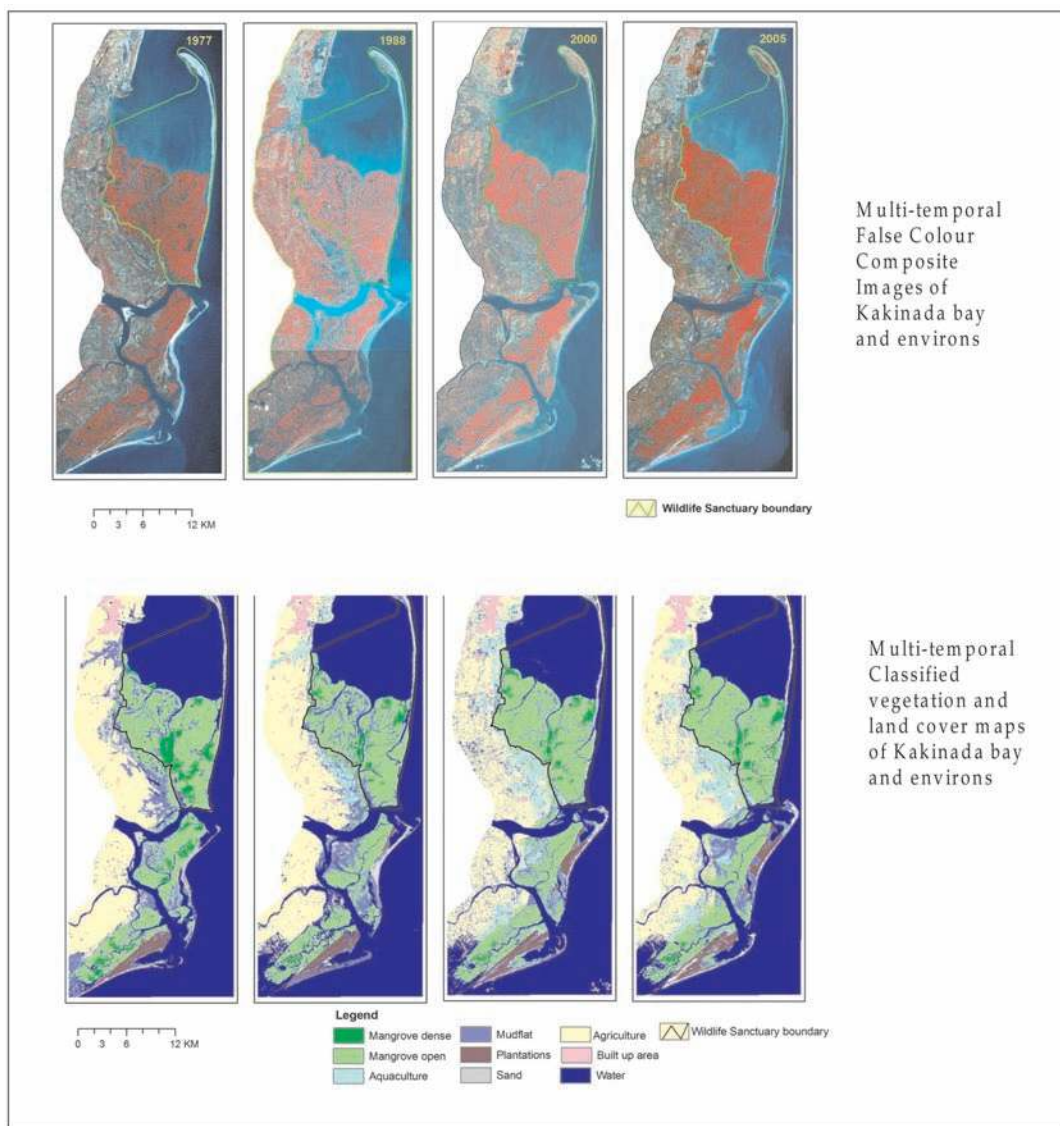 1977
1988
2000
2005
Multi-temporal
False Colour
Composite
Images of
Kakinada bay
and environs
0 3 6 12 KM
Wildlife Sanctuary boundary
Multi-temporal
Classified
vegetation and
land cover maps
of Kakinada bay
and environs
0 3 6 12 KM
Legend
Mangrove dense
Mudflat
Agriculture
Wildlife Sanctuary boundary
Mangrove open
Plantations
Built up area
Aquaculture
Sand
Water